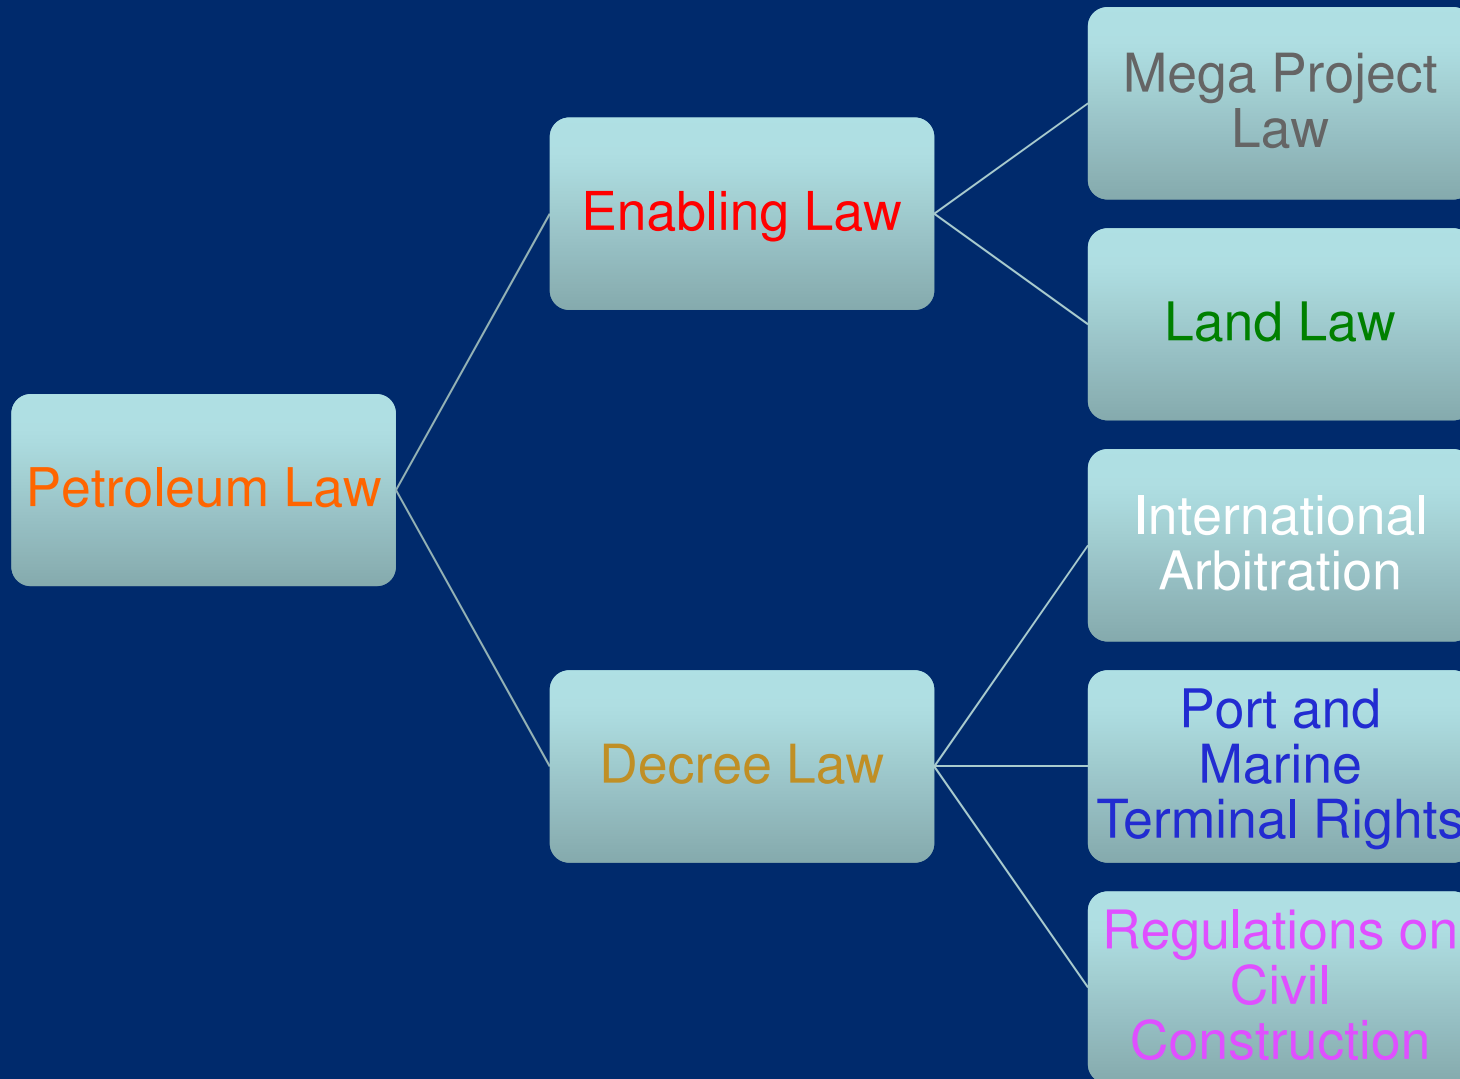 Petroleum Law
Enabling Law
Mega Project
Law
Land Law
Decree Law
International
Arbitration
Port and
Marine
Terminal Rights
Regulations on
Civil
Construction